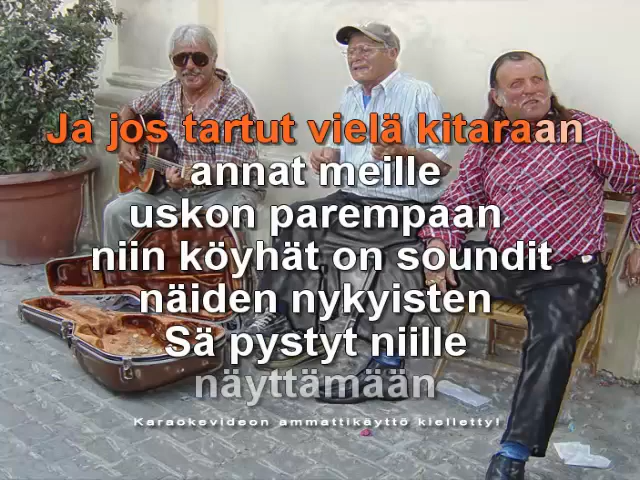 Ja jos tartut vielä kitaraan
annat meille
uskon parempaan
niin köyhät on soundit
näiden nykyisten
Sä pystyt niille
näyttämään
Karaokevideon ammattikäyttö kielletty!